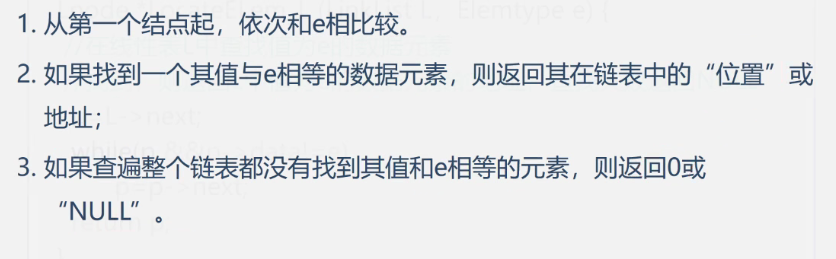 1. 从第一个结点起，依次和e相比较。
2. 如果找到一个其值与e相等的数据元素，则返回其在链表中的“位置”或
地址；
3. 如果查遍整个链表都没有找到其值和e相等的元素，则返回0或
“NULL”。